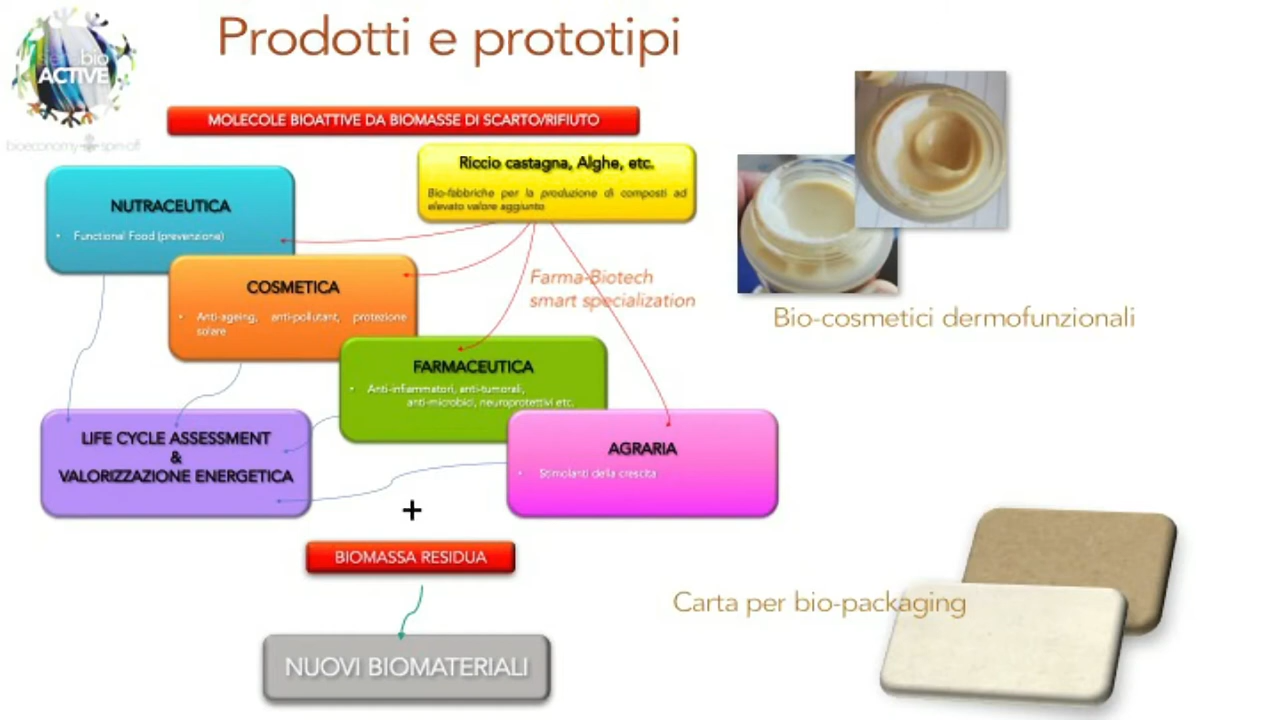 Prodotti e prototipi
bio
ACTIVE
bioeconomy spin-off
MOLECOLE BIOATTIVE DA BIOMASSE DI SCARTO/RIFIUTO
Riccio castagna, Alghe, etc.
Bio-fabbriche per la produzione di composti ad
elevato valore aggiunto
NUTRACEUTICA
• Functional Food (prevenzione)
COSMETICA
• Anti-ageing, anti-pollutant, protezione
solare
Farma-Biotech
smart specialization
Bio-cosmetici dermofunzionali
FARMACEUTICA
• Anti-infiammatori, anti-tumorali,
anti-microbici, neuroprotettivi etc.
LIFE CYCLE ASSESSMENT
&
VALORIZZAZIONE ENERGETICA
AGRARIA
• Stimolanti della crescita
+
BIOMASSA RESIDUA
Carta per bio-packaging
NUOVI BIOMATERIALI